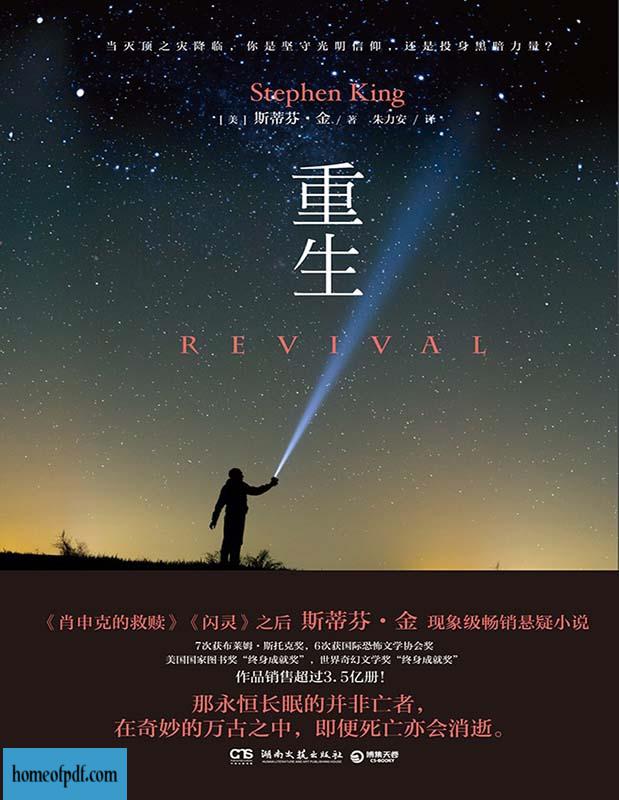 当灭顶之灾降临，你是坚守光明信仰，还是投身黑暗力量？
Stephen King
［美］斯蒂芬·金／著 朱力安／译
重
生
REVIVAL
《肖申克的救赎》《闪灵》之后 斯蒂芬·金 现象级畅销悬疑小说
7次获布莱姆·斯托克奖，6次获国际恐怖文学协会奖
美国国家图书奖“终身成就奖”，世界奇幻文学奖“终身成就奖”
作品销售超过3.5亿册！
那永恒长眠的并非亡者，
在奇妙的万古之中，即便死亡亦会消逝。
湖南文艺出版社 博集天卷
HUNAN LITERATURE AND ART PUBLISHING HOUSE CS-BOOKY
homeofpdf.com